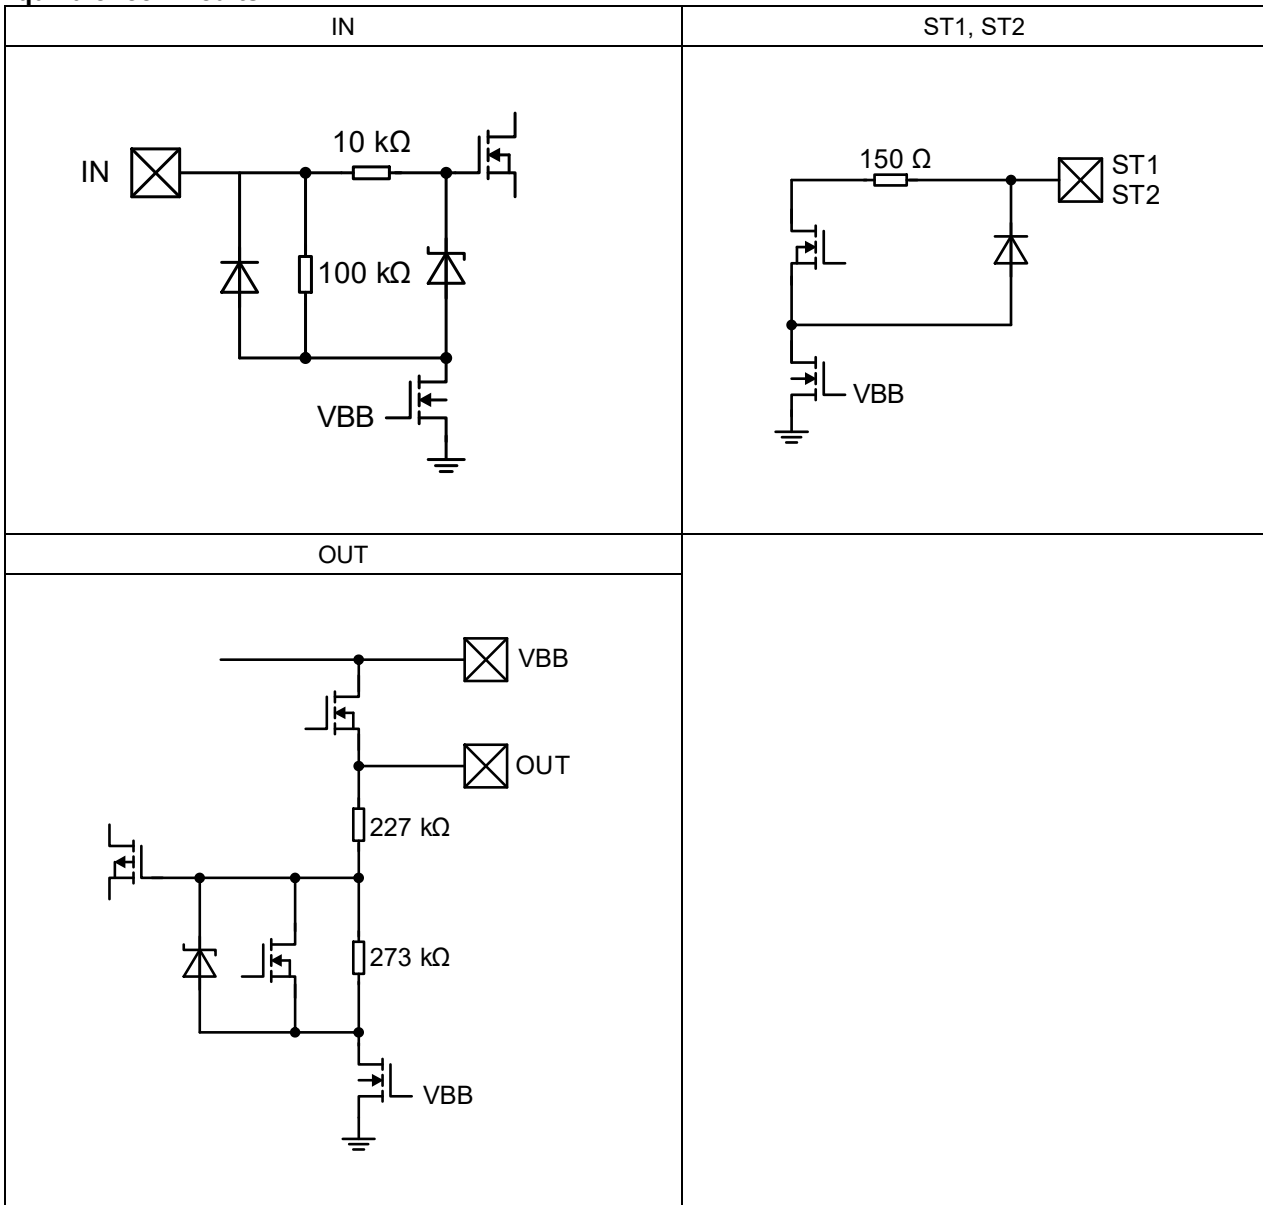 IN
ST1, ST2
10 kΩ
IN
100 kΩ
VBB
150 Ω
ST1
ST2
VBB
OUT
VBB
OUT
227 kΩ
273 kΩ
VBB